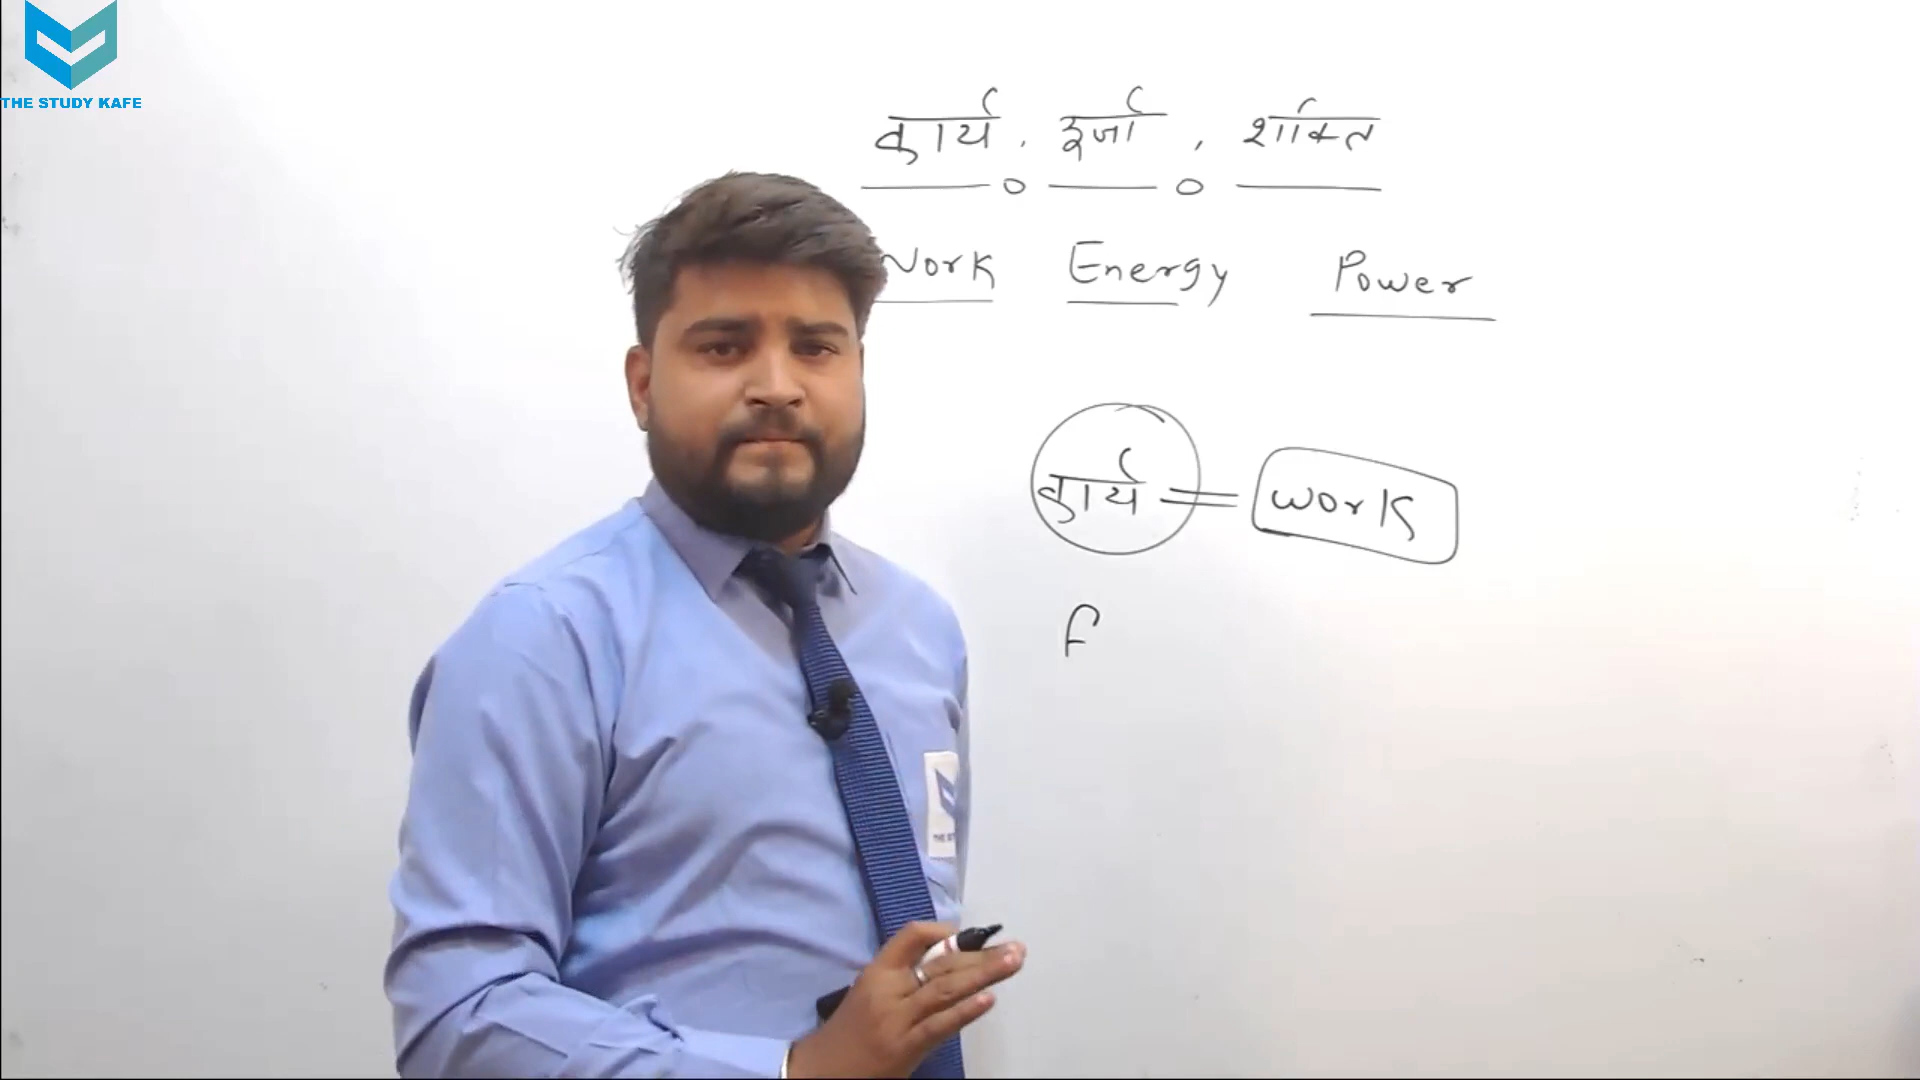 THE STUDY KAFE
कार्य, ऊर्जा, शक्ति
Work Energy Power
कार्य = work
F